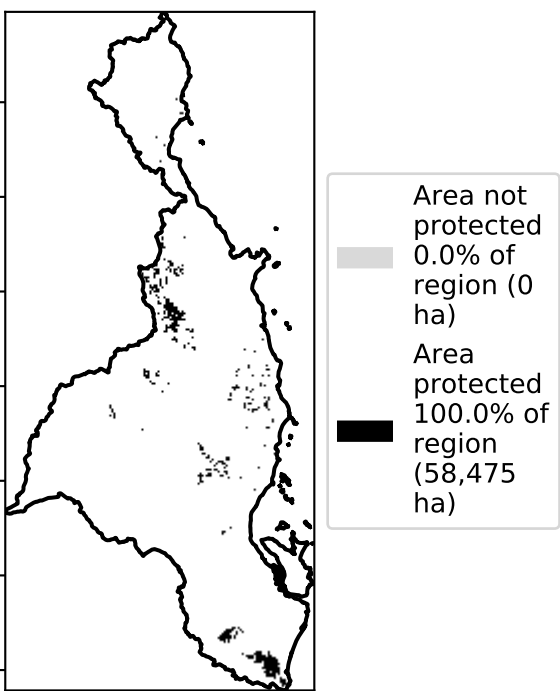 Area not
protected
0.0% of
region (0
ha)
Area
protected
100.0% of
region
(58,475
ha)